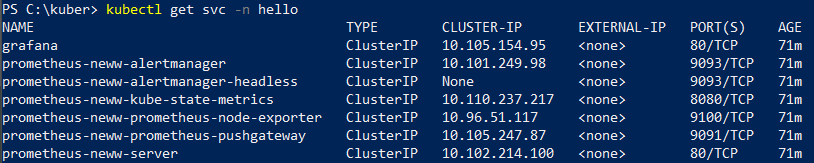 PS C:\kuber> kubectl get svc -n hello
NAME TYPE CLUSTER-IP EXTERNAL-IP PORT(S) AGE
grafana ClusterIP 10.105.154.95 <none> 80/TCP 71m
prometheus-neww-alertmanager ClusterIP 10.101.249.98 <none> 9093/TCP 71m
prometheus-neww-alertmanager-headless ClusterIP None <none> 9093/TCP 71m
prometheus-neww-kube-state-metrics ClusterIP 10.110.237.217 <none> 8080/TCP 71m
prometheus-neww-prometheus-node-exporter ClusterIP 10.96.51.117 <none> 9100/TCP 71m
prometheus-neww-prometheus-pushgateway ClusterIP 10.105.247.87 <none> 9091/TCP 71m
prometheus-neww-server ClusterIP 10.102.214.100 <none> 80/TCP 71m